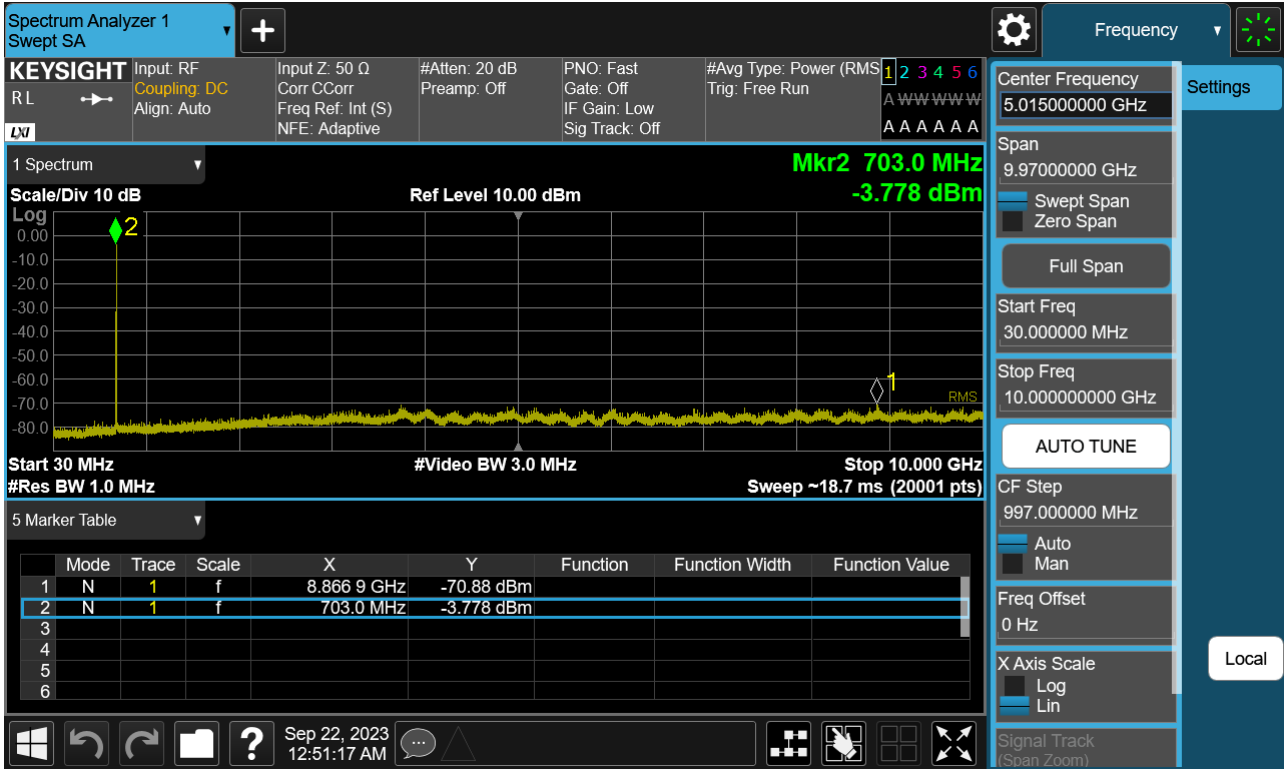 Spectrum Analyzer 1
Swept SA
Frequency
KEYSIGHT
R L
LXI
Input: RF
Coupling: DC
Align: Auto
Input Z: 50 Ω
Corr CCorr
Freq Ref: Int (S)
NFE: Adaptive
#Atten: 20 dB
Preamp: Off
PNO: Fast
Gate: Off
IF Gain: Low
Sig Track: Off
#Avg Type: Power (RMS
Trig: Free Run
1 2 3 4 5 6
A W W W W W
A A A A A A
1 Spectrum
Mkr2 703.0 MHz
Scale/Div 10 dB
Ref Level 10.00 dBm
-3.778 dBm
Log
0.00
-10.0
-20.0
-30.0
-40.0
-50.0
-60.0
-70.0
-80.0
2
1
RMS
Start 30 MHz
#Video BW 3.0 MHz
Stop 10.000 GHz
#Res BW 1.0 MHz
Sweep ~18.7 ms (20001 pts)
5 Marker Table
Mode Trace Scale X Y Function Function Width Function Value
1 N 1 f 8.866 9 GHz -70.88 dBm
2 N 1 f 703.0 MHz -3.778 dBm
3
4
5
6
Sep 22, 2023
12:51:17 AM
Center Frequency
5.015000000 GHz
Settings
Span
9.97000000 GHz
Swept Span
Zero Span
Full Span
Start Freq
30.000000 MHz
Stop Freq
10.000000000 GHz
AUTO TUNE
CF Step
997.000000 MHz
Auto
Man
Freq Offset
0 Hz
X Axis Scale
Log
Lin
Local
Signal Track
(Span Zoom)